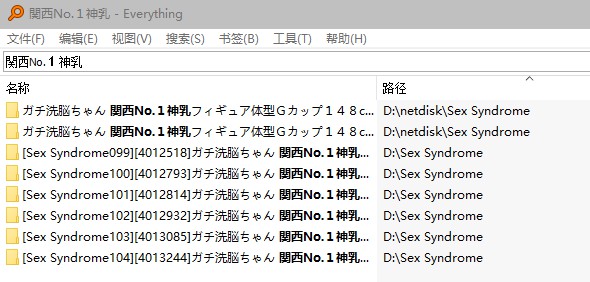 関西No.１神乳 - Everything
文件(F) 编辑(E) 视图(V) 搜索(S) 书签(B) 工具(T) 帮助(H)
関西No.１神乳
名称 路径
ガチ洗脳ちゃん 関西No.１神乳フィギュア体型Ｇカップ１４８c... D:\netdisk\Sex Syndrome
ガチ洗脳ちゃん 関西No.１神乳フィギュア体型Ｇカップ１４８c... D:\netdisk\Sex Syndrome
[Sex Syndrome099][4012518]ガチ洗脳ちゃん 関西No.１神乳... D:\Sex Syndrome
[Sex Syndrome100][4012793]ガチ洗脳ちゃん 関西No.１神乳... D:\Sex Syndrome
[Sex Syndrome101][4012814]ガチ洗脳ちゃん 関西No.１神乳... D:\Sex Syndrome
[Sex Syndrome102][4012932]ガチ洗脳ちゃん 関西No.１神乳... D:\Sex Syndrome
[Sex Syndrome103][4013085]ガチ洗脳ちゃん 関西No.１神乳... D:\Sex Syndrome
[Sex Syndrome104][4013244]ガチ洗脳ちゃん 関西No.１神乳... D:\Sex Syndrome